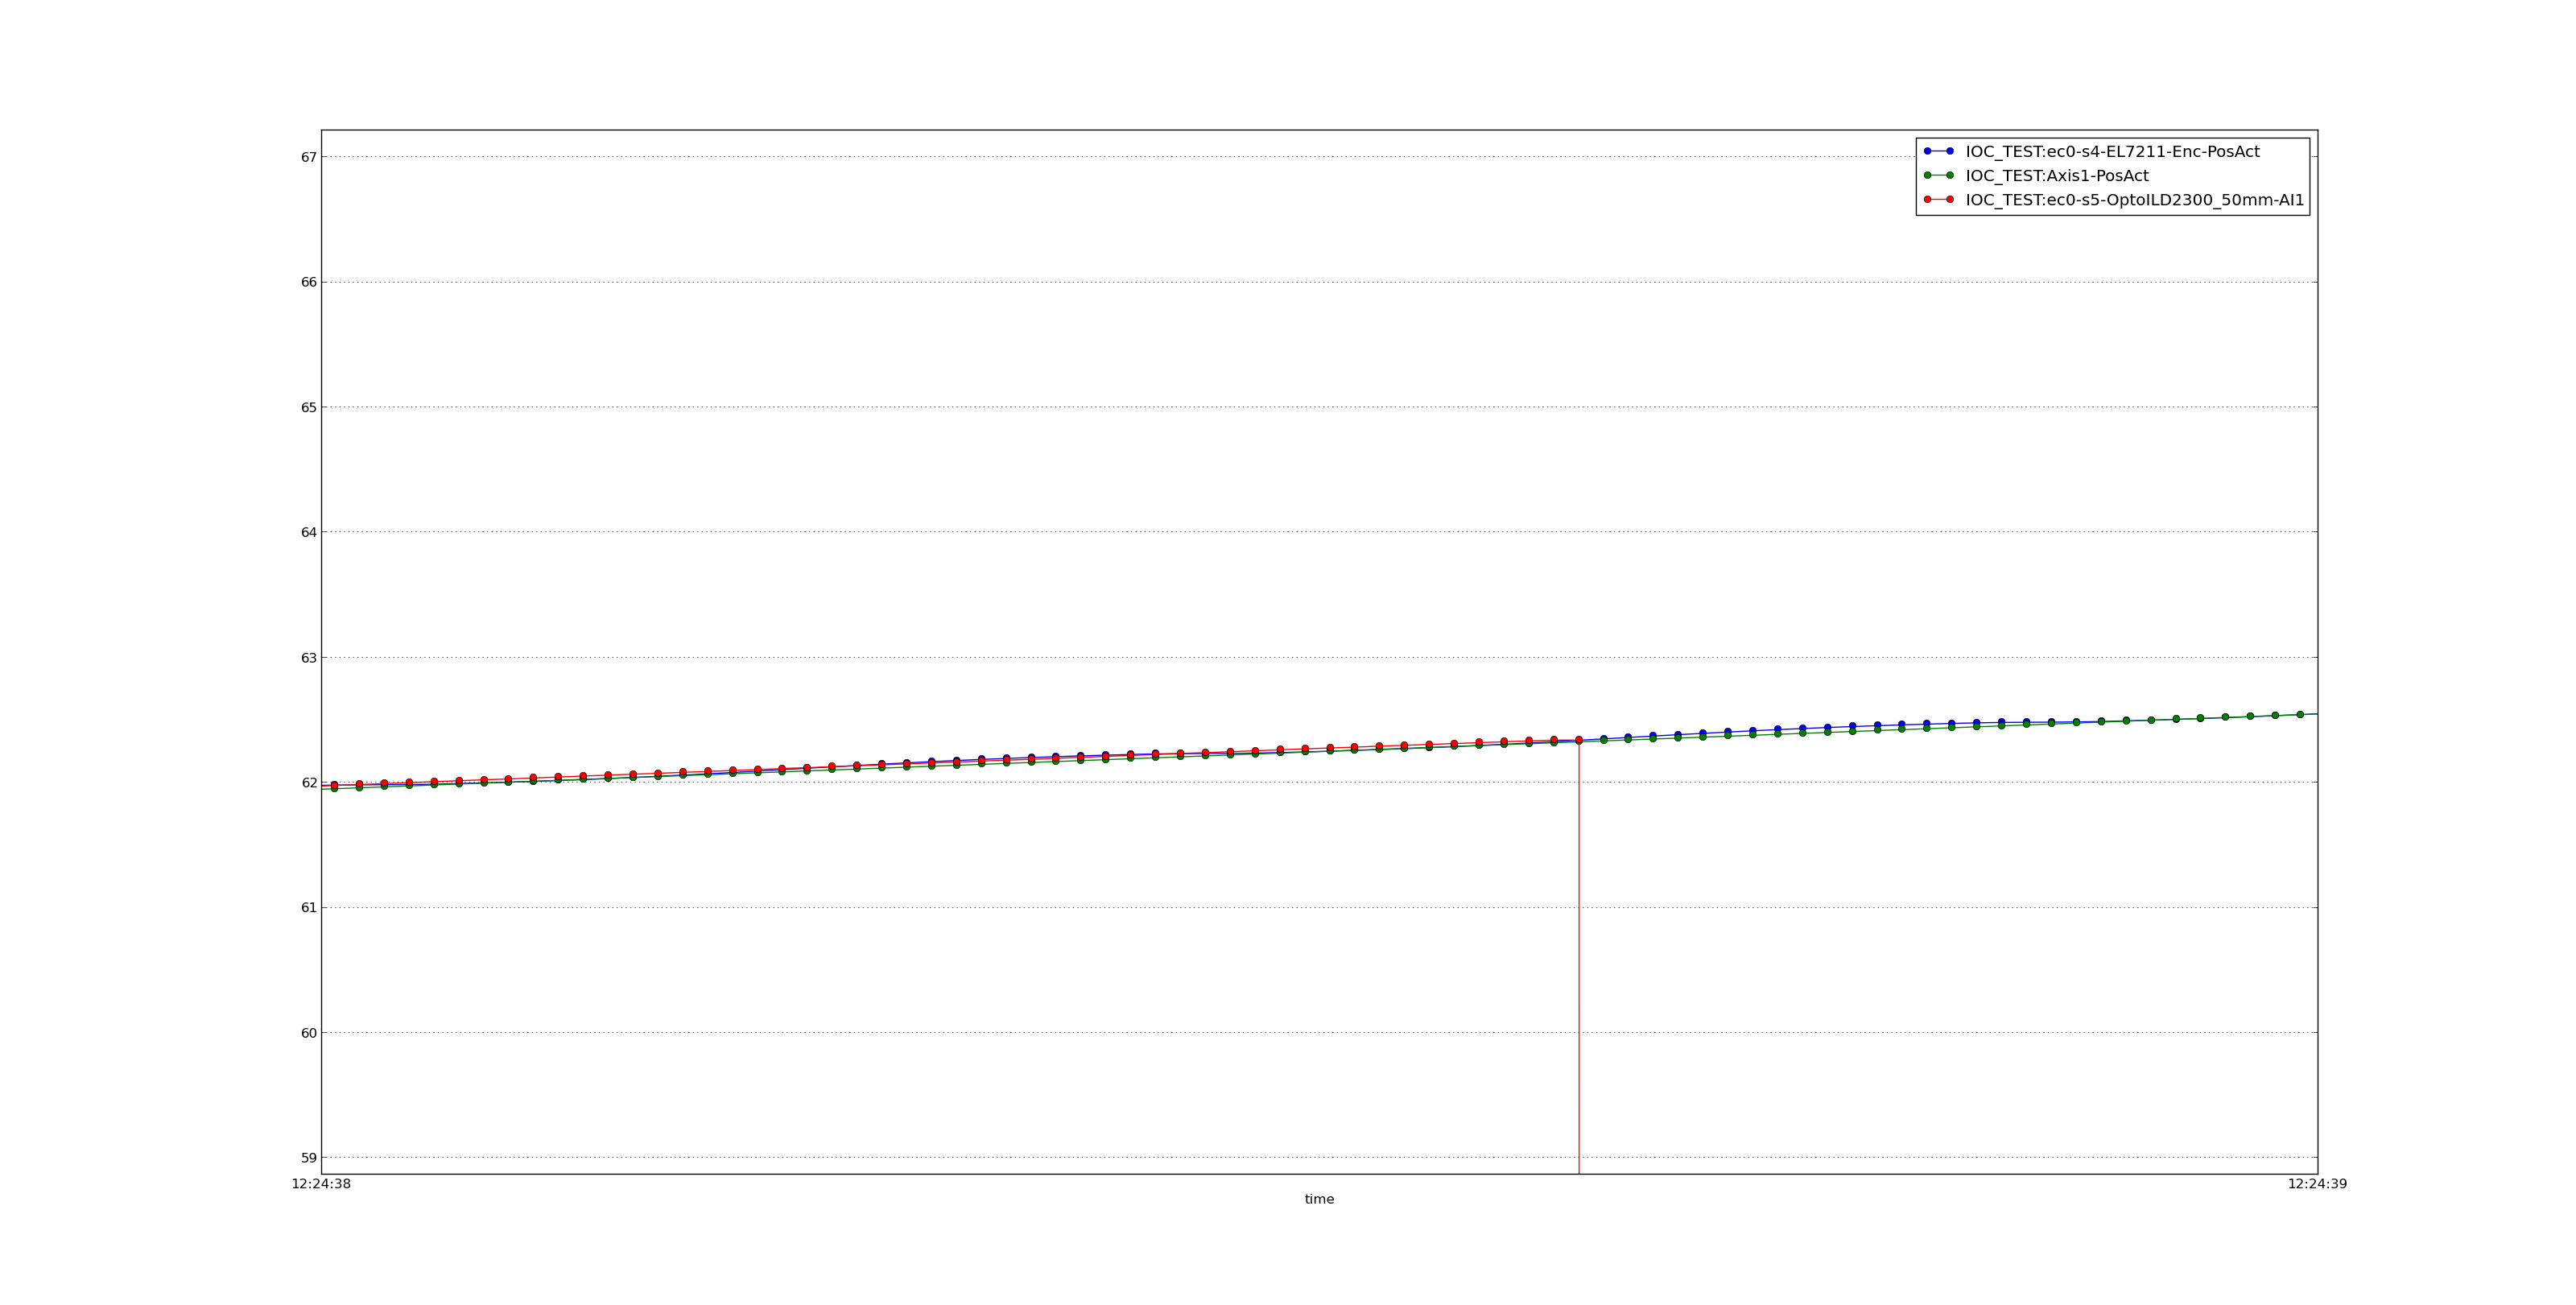 67
IOC_TEST:ec0-s4-EL7211-Enc-PosAct
IOC_TEST:Axis1-PosAct
IOC_TEST:ec0-s5-OptoILD2300_50mm-AI1
66
65
64
63
62
61
60
59
12:24:38
12:24:39
time